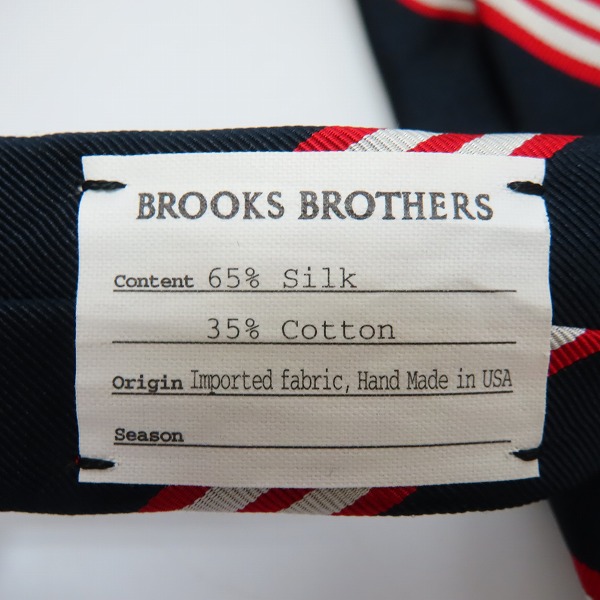 BROOKS BROTHERS
Content 65% Silk
35% Cotton
Origin Imported fabric, Hand Made in USA
Season